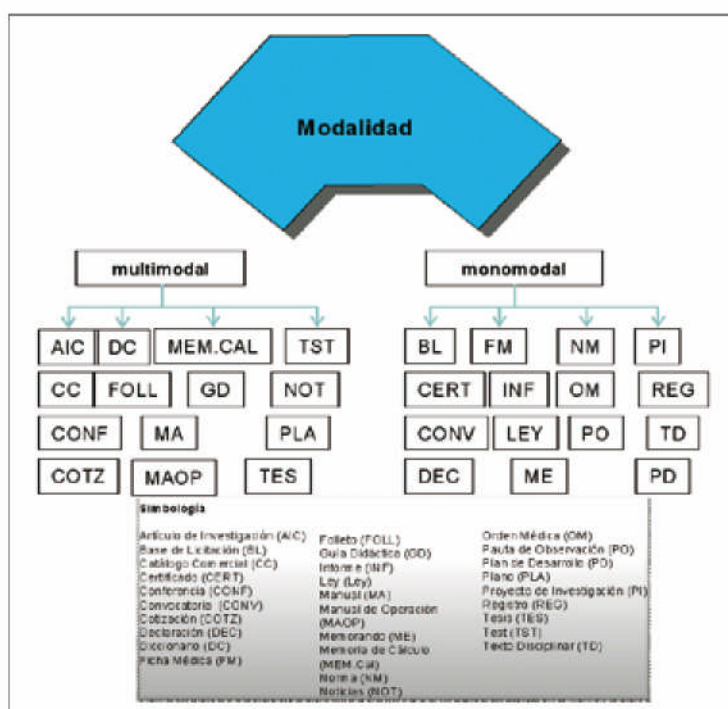 Modalidad
multimodal monomodal
AIC DC MEM.CAL TST BL FM NM PI
CC FOLL GD NOT CERT INF OM REG
CONF MA PLA CONV LEY PO TD
COTZ MAOP TES DEC ME PD
Simbología
Artículo de Investigación (AIC)
Base de Licitación (BL)
Catálogo Comercial (CC)
Certificado (CERT)
Conferencia (CONF)
Convocatoria (CONV)
Cotización (COTZ)
Declaración (DEC)
Diccionario (DC)
Ficha Médica (FM)
Folleto (FOLL)
Guía Didáctica (GD)
Informe (INF)
Ley (Ley)
Manual (MA)
Manual de Operación
(MAOP)
Memorando (ME)
Memoria de Cálculo
(MEM.Cal)
Norma (NM)
Noticias (NOT)
Orden Médica (OM)
Pauta de Observación (PO)
Plan de Desarrollo (PD)
Plano (PLA)
Proyecto de Investigación (PI)
Registro (REG)
Tesis (TES)
Test (TST)
Texto Disciplinar (TD)